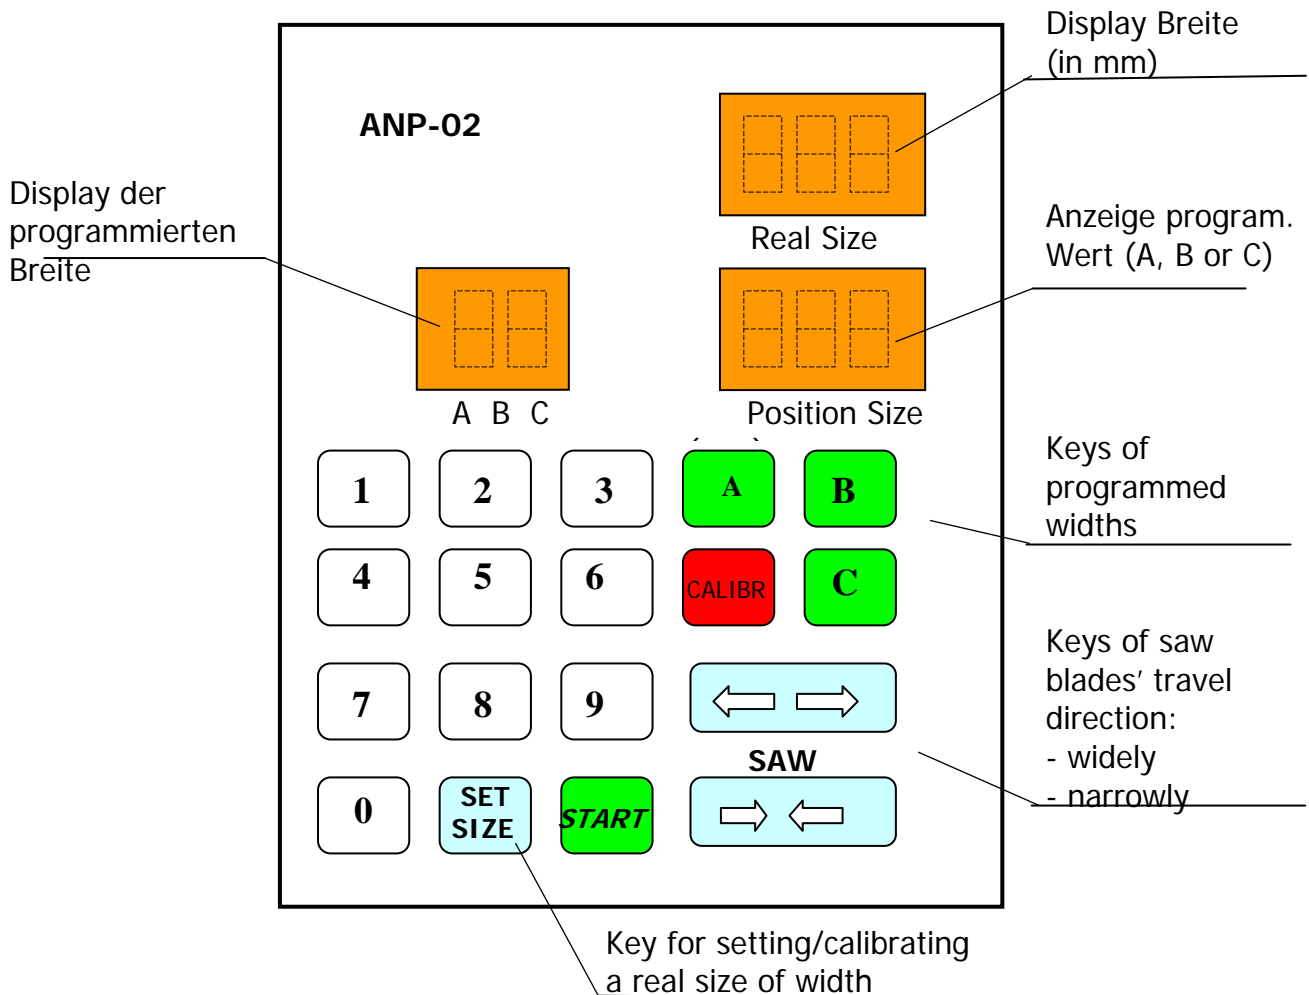 Display Breite
(in mm)
ANP-02
Display der
programmierten
Breite
Real Size
Anzeige program.
Wert (A, B or C)
A B C
Position Size
Keys of
programmed
widths
1 2 3 A B
4 5 6 CALIBR C
Keys of saw
blades’ travel
direction:
- widely
- narrowly
7 8 9
SAW
0 SET SIZE START
Key for setting/calibrating
a real size of width